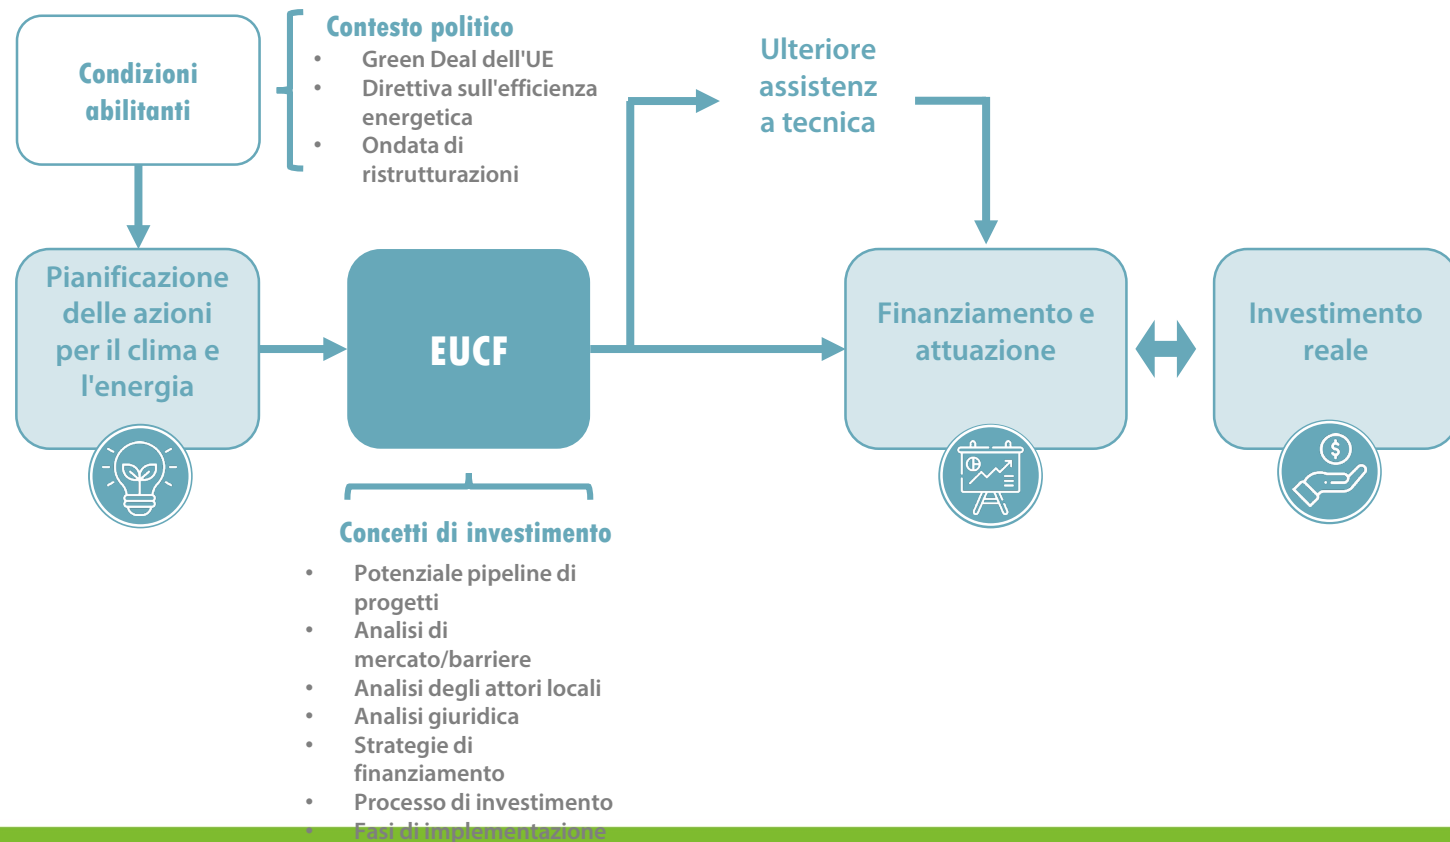 Condizioni
abilitanti
Contesto politico
• Green Deal dell'UE
• Direttiva sull'efficienza
energetica
• Ondata di
ristrutturazioni
Ulteriore
assistenz
a tecnica
Pianificazione
delle azioni
per il clima e
l'energia
EUCF
Finanziamento e
attuazione
Investimento
reale
$
Concetti di investimento
• Potenziale pipeline di
progetti
• Analisi di
mercato/barriere
• Analisi degli attori locali
• Analisi giuridica
• Strategie di
finanziamento
• Processo di investimento
• Fasi di implementazione